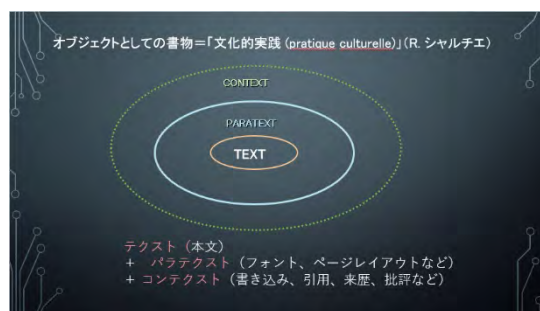 オブジェクトとしての書物＝「文化的実践 (pratique culturelle)」(R. シャルチエ)
CONTEXT
PARATEXT
TEXT
テクスト（本文）
+ パラテクスト（フォント、ページレイアウトなど）
+ コンテクスト（書き込み、引用、来歴、批評など）